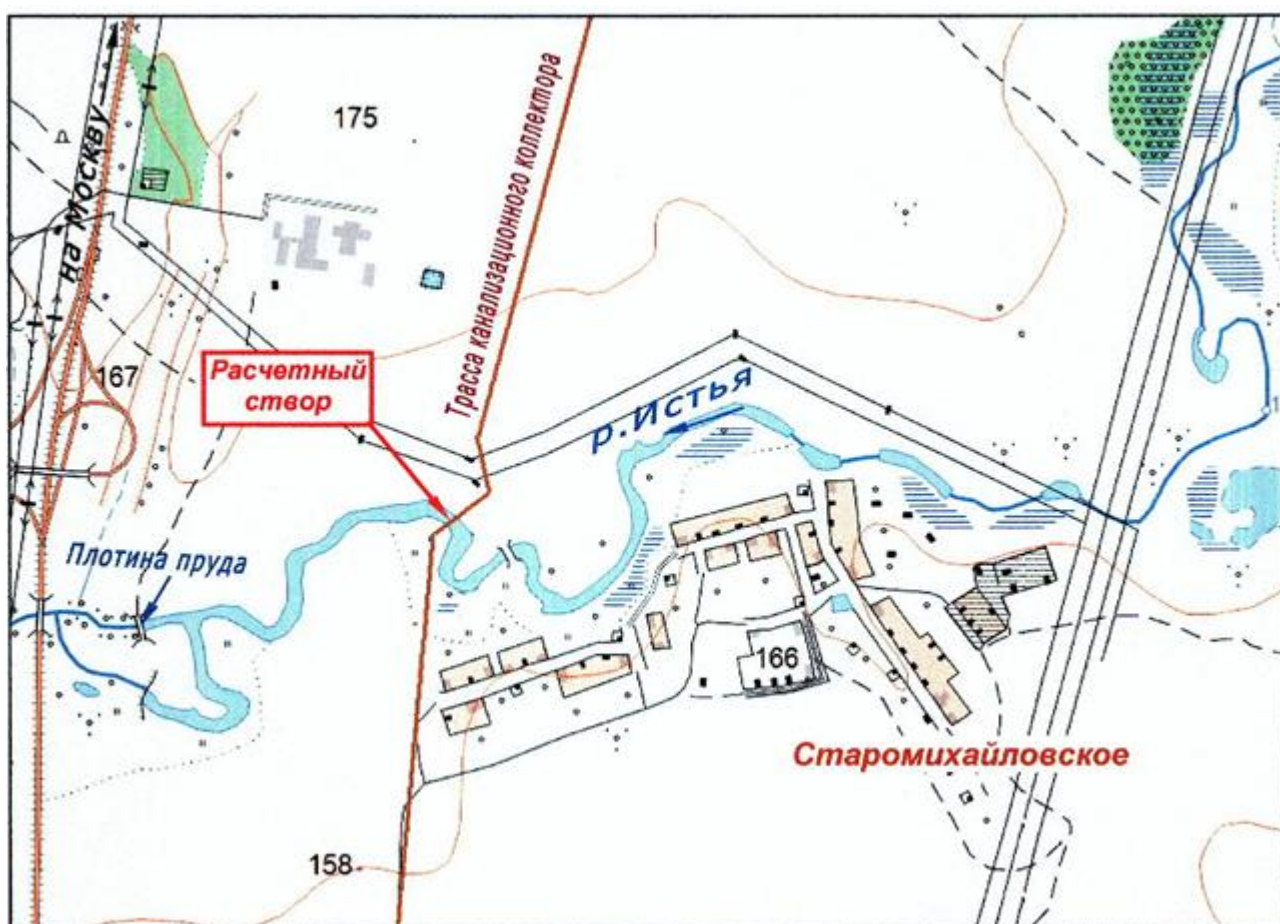 на Москву
175
Трасса канализационного коллектора
167
Расчетный
створ
р.Истья
Плотина пруда
166
Старомихайловское
158